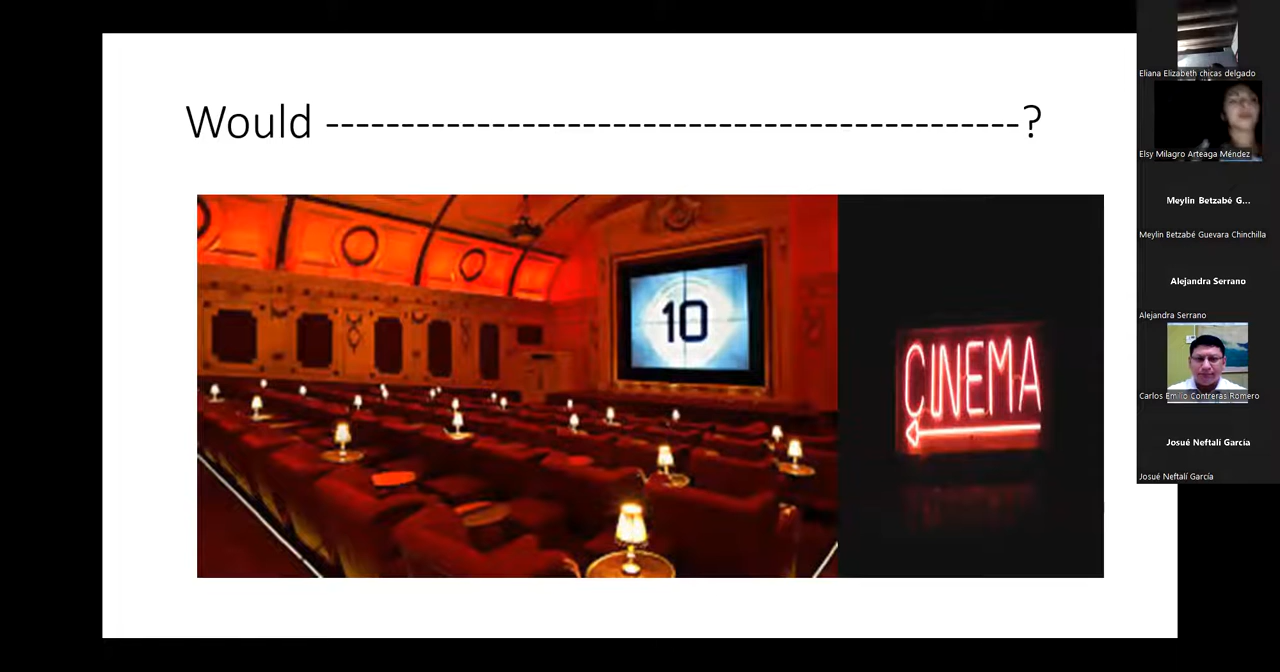 Would ---------------------------------------------?
10
CINEMA
Eliana Elizabeth chicas delgado
Elsy Milagro Arteaga Méndez
Meylin Betzabé G...
Meylin Betzabé Guevara Chinchilla
Alejandra Serrano
Alejandra Serrano
Carlos Emilio Contreras Romero
Josué Neftalí García
Josué Neftalí García